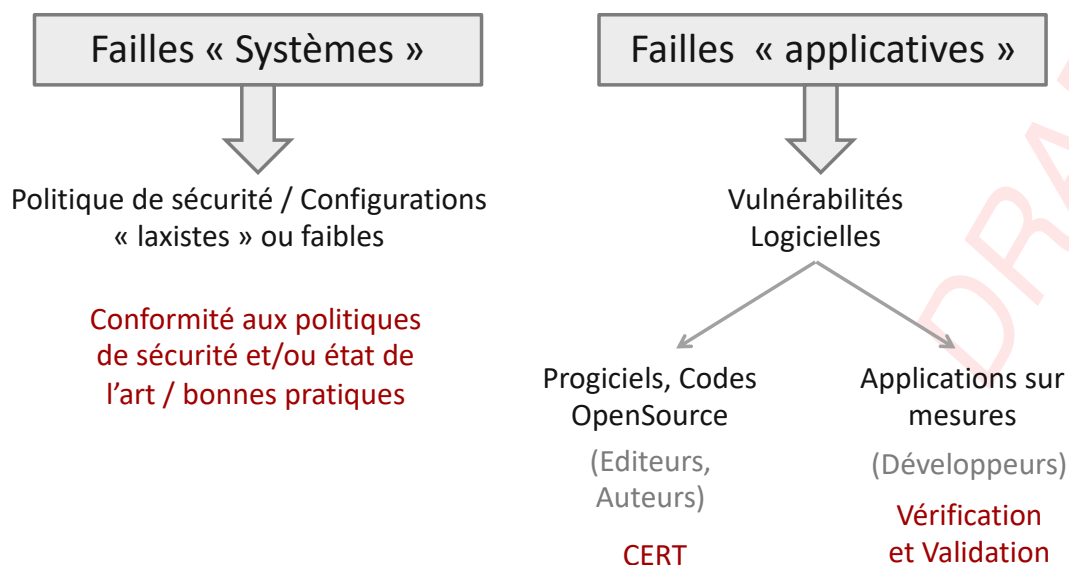 Failles « Systèmes »
Failles « applicatives »
Politique de sécurité / Configurations
« laxistes » ou faibles
Conformité aux politiques
de sécurité et/ou état de
l’art / bonnes pratiques
Vulnérabilités
Logicielles
Progiciels, Codes
OpenSource
(Editeurs,
Auteurs)
CERT
Applications sur
mesures
(Développeurs)
Vérification
et Validation